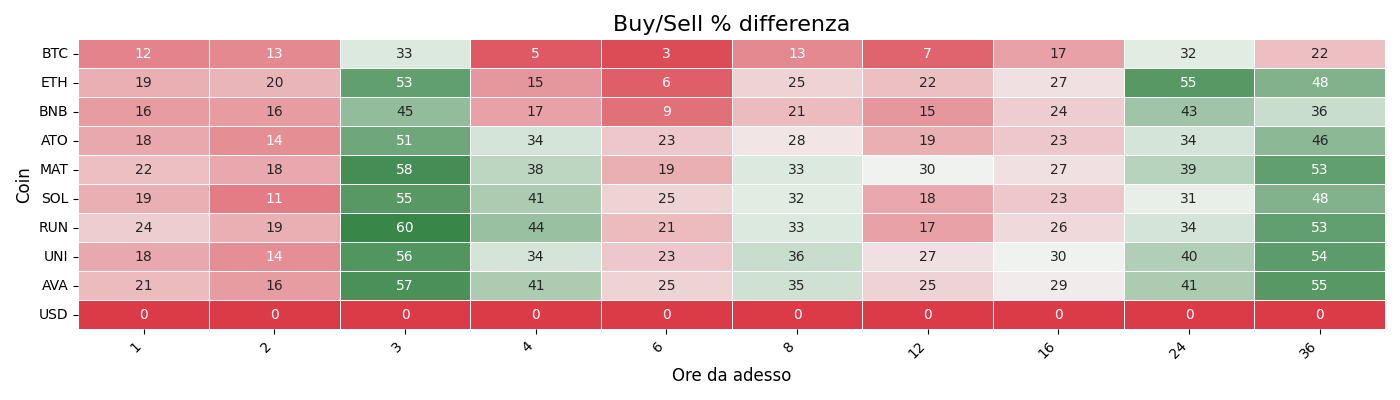 Buy/Sell % differenza
BTC 12 13 33 5 3 13 7 17 32 22
ETH 19 20 53 15 6 25 22 27 55 48
BNB 16 16 45 17 9 21 15 24 43 36
ATO 18 14 51 34 23 28 19 23 34 46
MAT 22 18 58 38 19 33 30 27 39 53
SOL 19 11 55 41 25 32 18 23 31 48
RUN 24 19 60 44 21 33 17 26 34 53
UNI 18 14 56 34 23 36 27 30 40 54
AVA 21 16 57 41 25 35 25 29 41 55
USD 0 0 0 0 0 0 0 0 0 0
Coin
1 2 3 4 6 8 12 16 24 36
Ore da adesso